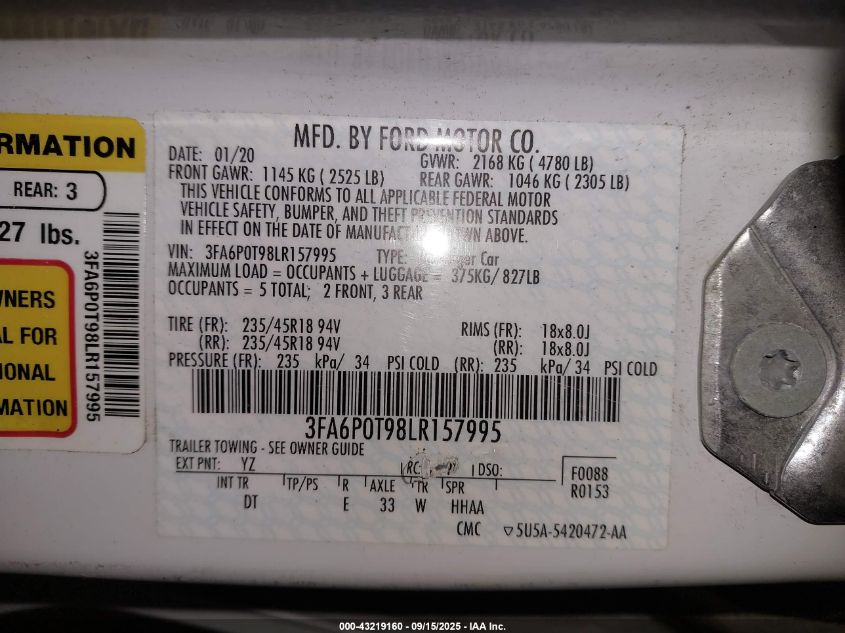 RMATION
REAR: 3
27 lbs.
WNERS
AL FOR
IONAL
MATION
3FA6P0T98LR157995
MFD. BY FORD MOTOR CO.
DATE: 01/20 GVWR: 2168 KG ( 4780 LB)
FRONT GAWR: 1145 KG ( 2525 LB) REAR GAWR: 1046 KG ( 2305 LB)
THIS VEHICLE CONFORMS TO ALL APPLICABLE FEDERAL MOTOR
VEHICLE SAFETY, BUMPER, AND THEFT PREVENTION STANDARDS
IN EFFECT ON THE DATE OF MANUFACT SHOWN ABOVE.
VIN: 3FA6P0T98LR157995 TYPE: Car
MAXIMUM LOAD = OCCUPANTS + LUGGAGE = 375KG/ 827LB
OCCUPANTS = 5 TOTAL; 2 FRONT, 3 REAR
TIRE (FR): 235/45R18 94V RIMS (FR): 18x8.0J
(RR): 235/45R18 94V (RR): 18x8.0J
PRESSURE (FR): 235 kPa/ 34 PSI COLD (RR): 235 kPa/ 34 PSI COLD
3FA6P0T98LR157995
TRAILER TOWING - SEE OWNER GUIDE
EXT PNT: YZ RC: DSO: F0088
INT TR TP/PS R AXLE TR SPR R0153
DT E 33 W HHAA
CMC ▽5U5A-5420472-AA
000-43219160 - 09/15/2025 - IAA Inc.